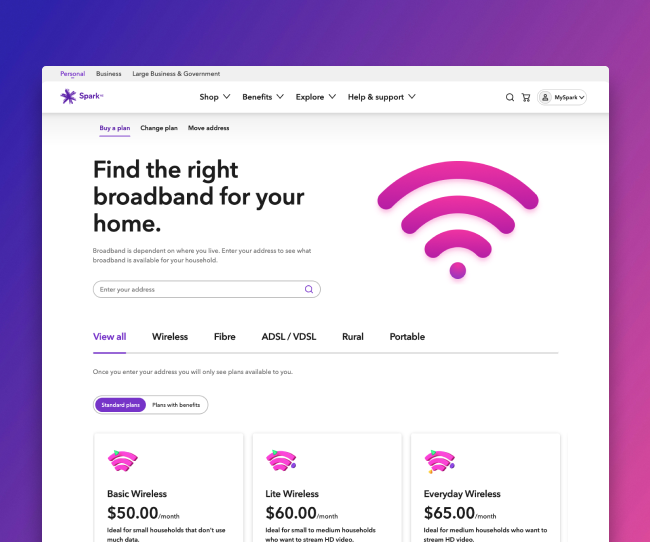 Personal Business Large Business & Government
Spark nz Shop Benefits Explore Help & support MySpark
Buy a plan Change plan Move address
Find the right
broadband for your
home.
Broadband is dependent on where you live. Enter your address to see what
broadband is available for your household.
Enter your address
View all Wireless Fibre ADSL / VDSL Rural Portable
Once you enter your address you will only see plans available to you.
Standard plans Plans with benefits
Basic Wireless Lite Wireless Everyday Wireless
$50.00/month $60.00/month $65.00/month
Ideal for small households that don't use Ideal for small to medium households Ideal for medium households who want to
much data. who want to stream HD video. stream HD video.